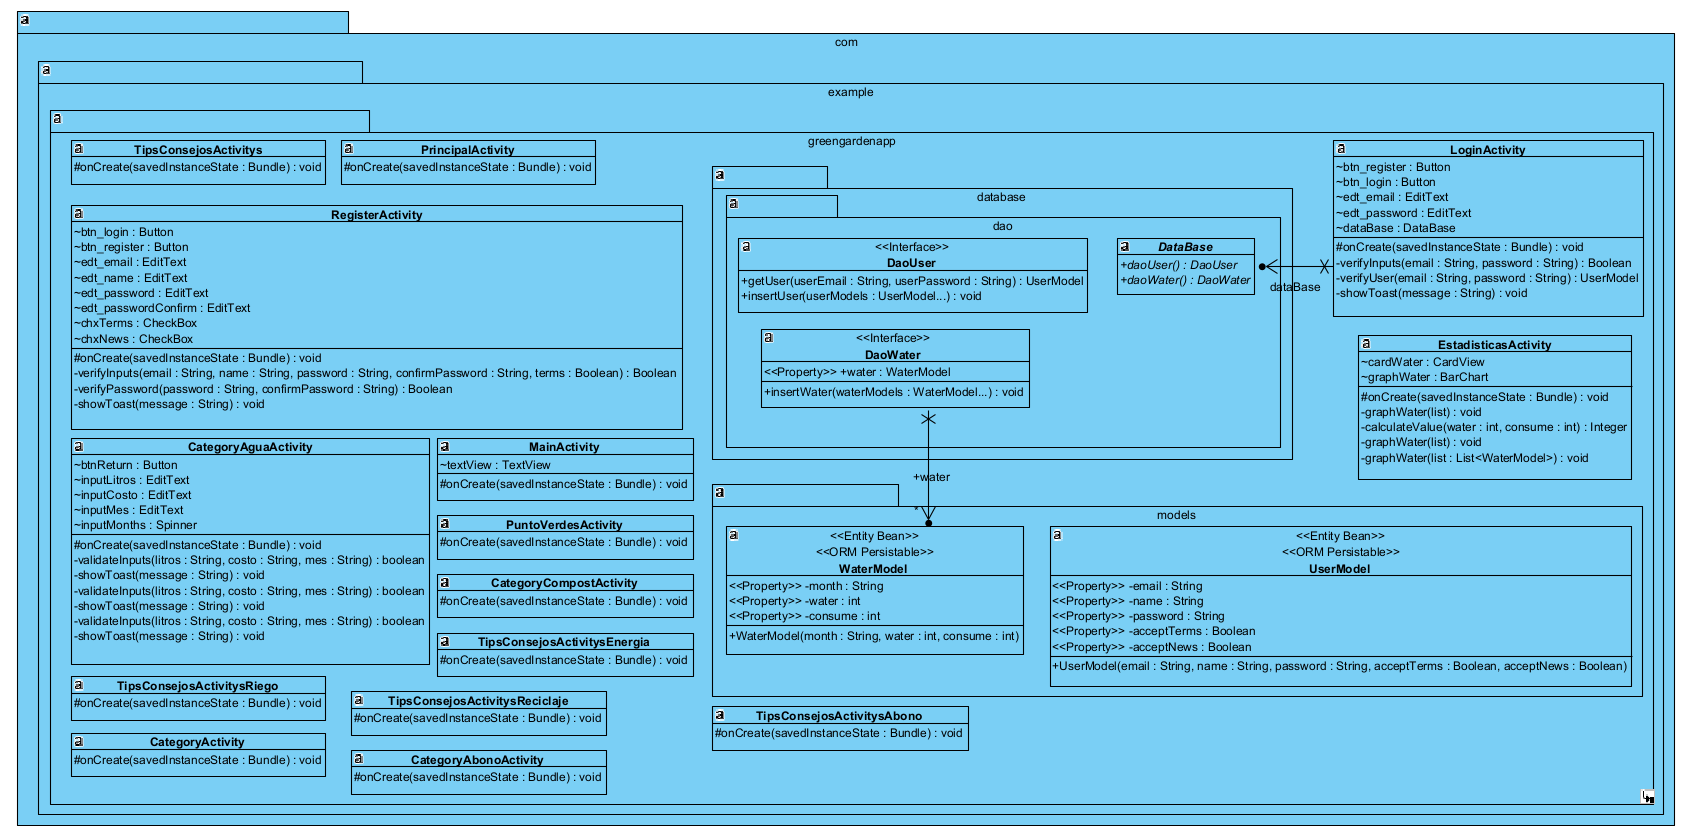 a
com
a
example
a
greengardenapp
a
TipsConsejosActivitys
#onCreate(savedInstanceState : Bundle) : void
a
PrincipalActivity
#onCreate(savedInstanceState : Bundle) : void
a
RegisterActivity
~btn_login : Button
~btn_register : Button
~edt_email : EditText
~edt_name : EditText
~edt_password : EditText
~edt_passwordConfirm : EditText
~chxTerms : CheckBox
~chxNews : CheckBox
#onCreate(savedInstanceState : Bundle) : void
-verifyInputs(email : String, name : String, password : String, confirmPassword : String, terms : Boolean) : Boolean
-verifyPassword(password : String, confirmPassword : String) : Boolean
-showToast(message : String) : void
a
CategoryAguaActivity
~btnReturn : Button
~inputLitros : EditText
~inputCosto : EditText
~inputMes : EditText
~inputMonths : Spinner
#onCreate(savedInstanceState : Bundle) : void
-validateInputs(litros : String, costo : String, mes : String) : boolean
-showToast(message : String) : void
-validateInputs(litros : String, costo : String, mes : String) : boolean
-showToast(message : String) : void
-validateInputs(litros : String, costo : String, mes : String) : boolean
-showToast(message : String) : void
a
MainActivity
~textView : TextView
#onCreate(savedInstanceState : Bundle) : void
a
PuntoVerdesActivity
#onCreate(savedInstanceState : Bundle) : void
a
CategoryCompostActivity
#onCreate(savedInstanceState : Bundle) : void
a
TipsConsejosActivitysEnergia
#onCreate(savedInstanceState : Bundle) : void
a
TipsConsejosActivitysRiego
#onCreate(savedInstanceState : Bundle) : void
a
TipsConsejosActivitysReciclaje
#onCreate(savedInstanceState : Bundle) : void
a
CategoryActivity
#onCreate(savedInstanceState : Bundle) : void
a
CategoryAbonoActivity
#onCreate(savedInstanceState : Bundle) : void
a
database
a
dao
a
<<Interface>>
DaoUser
+getUser(userEmail : String, userPassword : String) : UserModel
+insertUser(userModels : UserModel...) : void
a
DataBase
+daoUser() : DaoUser
+daoWater() : DaoWater
a
<<Interface>>
DaoWater
<<Property>> +water : WaterModel
+insertWater(waterModels : WaterModel...) : void
dataBase
a
LoginActivity
~btn_register : Button
~btn_login : Button
~edt_email : EditText
~edt_password : EditText
~dataBase : DataBase
#onCreate(savedInstanceState : Bundle) : void
-verifyInputs(email : String, password : String) : Boolean
-verifyUser(email : String, password : String) : UserModel
-showToast(message : String) : void
a
EstadisticasActivity
~cardWater : CardView
~graphWater : BarChart
#onCreate(savedInstanceState : Bundle) : void
-graphWater(list) : void
-calculateValue(water : int, consume : int) : Integer
-graphWater(list) : void
-graphWater(list : List<WaterModel>) : void
+water
*
a
models
a
<<Entity Bean>>
<<ORM Persistable>>
WaterModel
<<Property>> -month : String
<<Property>> -water : int
<<Property>> -consume : int
+WaterModel(month : String, water : int, consume : int)
a
<<Entity Bean>>
<<ORM Persistable>>
UserModel
<<Property>> -email : String
<<Property>> -name : String
<<Property>> -password : String
<<Property>> -acceptTerms : Boolean
<<Property>> -acceptNews : Boolean
+UserModel(email : String, name : String, password : String, acceptTerms : Boolean, acceptNews : Boolean)
a
TipsConsejosActivitysAbono
#onCreate(savedInstanceState : Bundle) : void